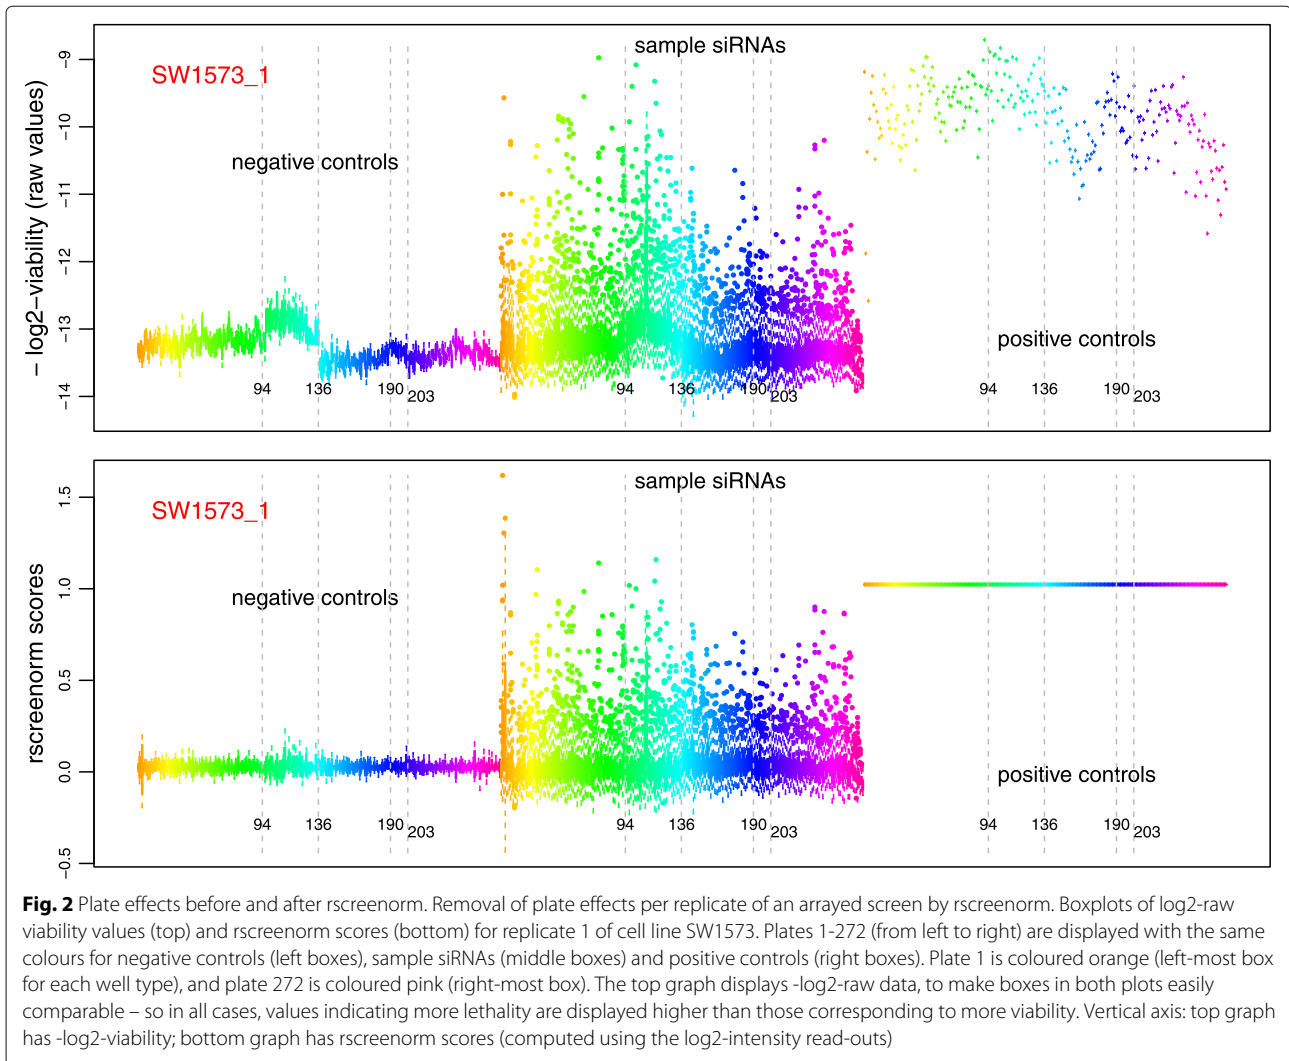 sample siRNAs
SW1573_1
negative controls
positive controls
− log2−viability (raw values)
−9
−10
−11
−12
−13
−14
94 136 190 203
94 136 190 203
94 136 190 203
sample siRNAs
SW1573_1
negative controls
positive controls
rscreenorm scores
1.5
1.0
0.5
0.0
−0.5
94 136 190 203
94 136 190 203
94 136 190 203
Fig. 2 Plate effects before and after rscreenorm. Removal of plate effects per replicate of an arrayed screen by rscreenorm. Boxplots of log2-raw
viability values (top) and rscreenorm scores (bottom) for replicate 1 of cell line SW1573. Plates 1-272 (from left to right) are displayed with the same
colours for negative controls (left boxes), sample siRNAs (middle boxes) and positive controls (right boxes). Plate 1 is coloured orange (left-most box
for each well type), and plate 272 is coloured pink (right-most box). The top graph displays -log2-raw data, to make boxes in both plots easily
comparable – so in all cases, values indicating more lethality are displayed higher than those corresponding to more viability. Vertical axis: top graph
has -log2-viability; bottom graph has rscreenorm scores (computed using the log2-intensity read-outs)